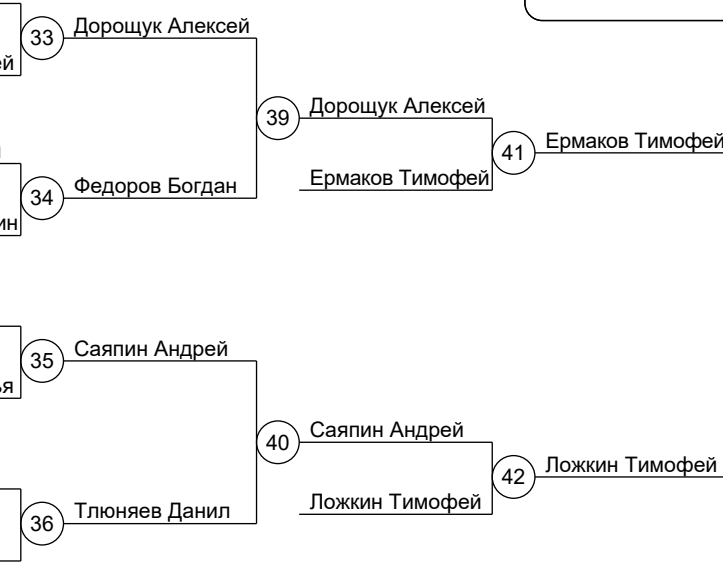 33
Дорощук Алексей
39
Дорощук Алексей
41
Ермаков Тимофей
Ермаков Тимофей
34
Федоров Богдан
35
Саяпин Андрей
40
Саяпин Андрей
42
Ложкин Тимофей
Ложкин Тимофей
36
Тлюняев Данил